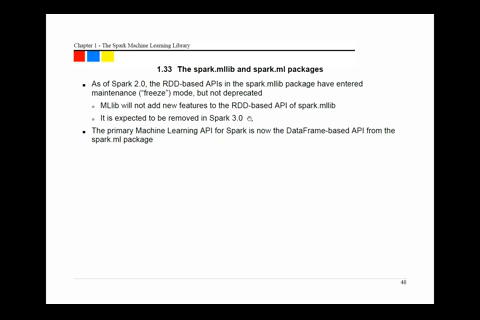 Chapter 1 - The Spark Machine Learning Library
1.33 The spark.mllib and spark.ml packages
As of Spark 2.0, the RDD-based APIs in the spark.mllib package have entered
maintenance ("freeze") mode, but not deprecated
MLlib will not add new features to the RDD-based API of spark.mllib
It is expected to be removed in Spark 3.0
The primary Machine Learning API for Spark is now the DataFrame-based API from the
spark.ml package
48